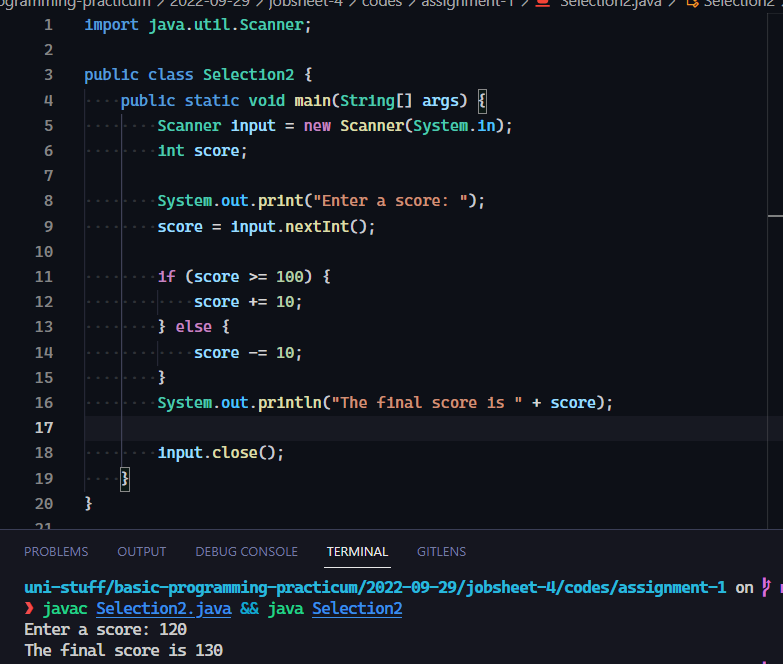 programming-practicum > 2022-09-29 > jobsheet-4 > codes > assignment-1 > Selection2.java > Selection2
1 import java.util.Scanner;
2
3 public class Selection2 {
4 public static void main(String[] args) {
5 Scanner input = new Scanner(System.in);
6 int score;
7
8 System.out.print("Enter a score: ");
9 score = input.nextInt();
10
11 if (score >= 100) {
12 score += 10;
13 } else {
14 score -= 10;
15 }
16 System.out.println("The final score is " + score);
17
18 input.close();
19 }
20 }
21
PROBLEMS OUTPUT DEBUG CONSOLE TERMINAL GITLENS
uni-stuff/basic-programming-practicum/2022-09-29/jobsheet-4/codes/assignment-1 on
❯ javac Selection2.java && java Selection2
Enter a score: 120
The final score is 130